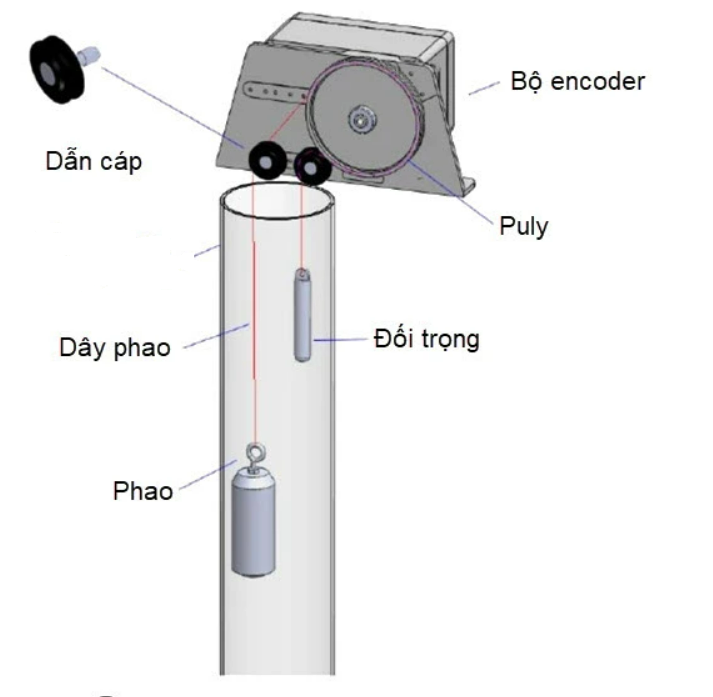 Bộ encoder
Dẫn cáp
Puly
Dây phao
Đối trọng
Phao